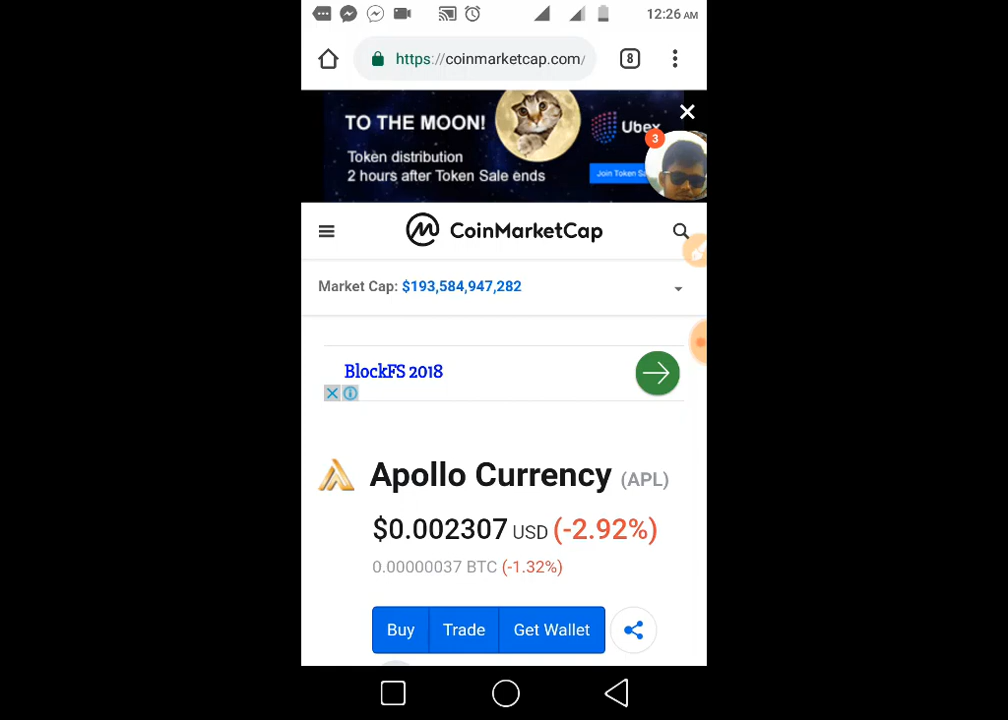 12:26 AM
https://coinmarketcap.com/
8
TO THE MOON!
Ubex
3
Token distribution
2 hours after Token Sale ends
Join Token
CoinMarketCap
Market Cap: $193,584,947,282
BlockFS 2018
Apollo Currency (APL)
$0.002307 USD (-2.92%)
0.00000037 BTC (-1.32%)
Buy
Trade
Get Wallet